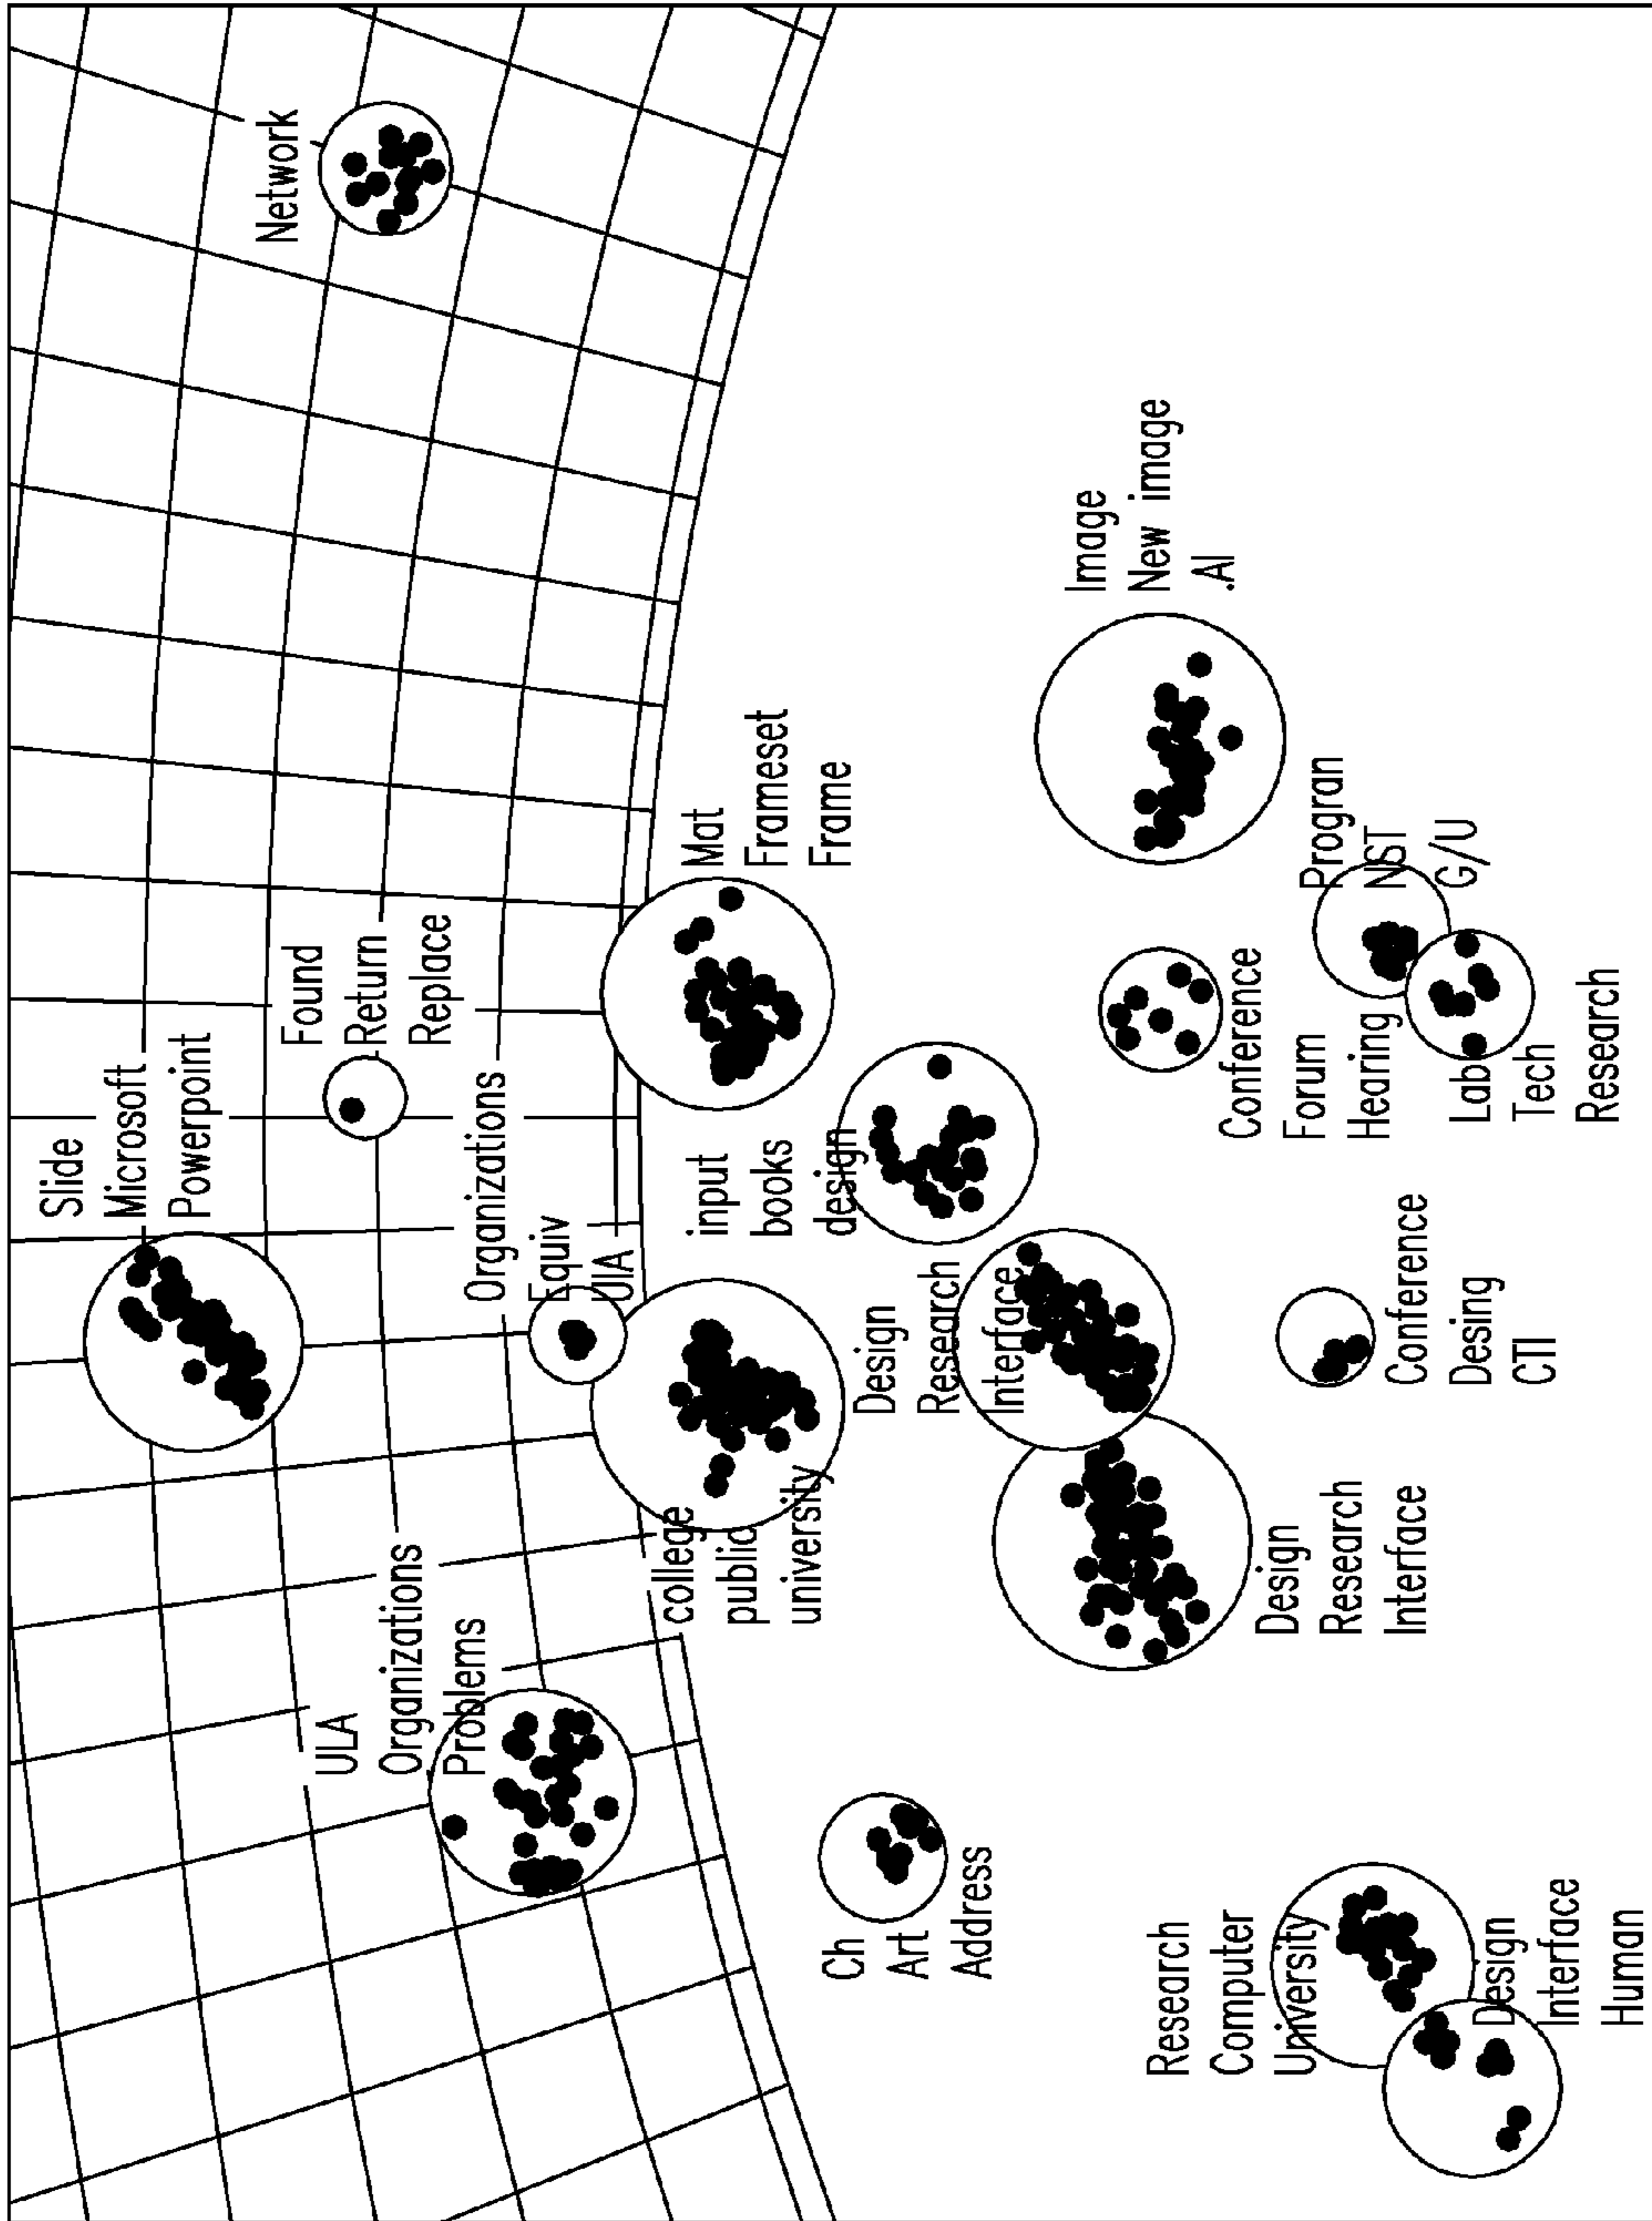 Network
Slide
Microsoft
Powerpoint
Found
Return
Replace
Organizations
Equiv
UIA
ULA
Organizations
Problems
Mat
Frameset
Frame
input
books
design
college
public
university
Design
Research
Interface
Image
New image
.AI
Progran
NST
G/U
Conference
Forum
Hearing
Lab
Tech
Research
Conference
Desing
CTI
Design
Research
Interface
Ch
Art
Address
Research
Computer
University
Design
Interface
Human